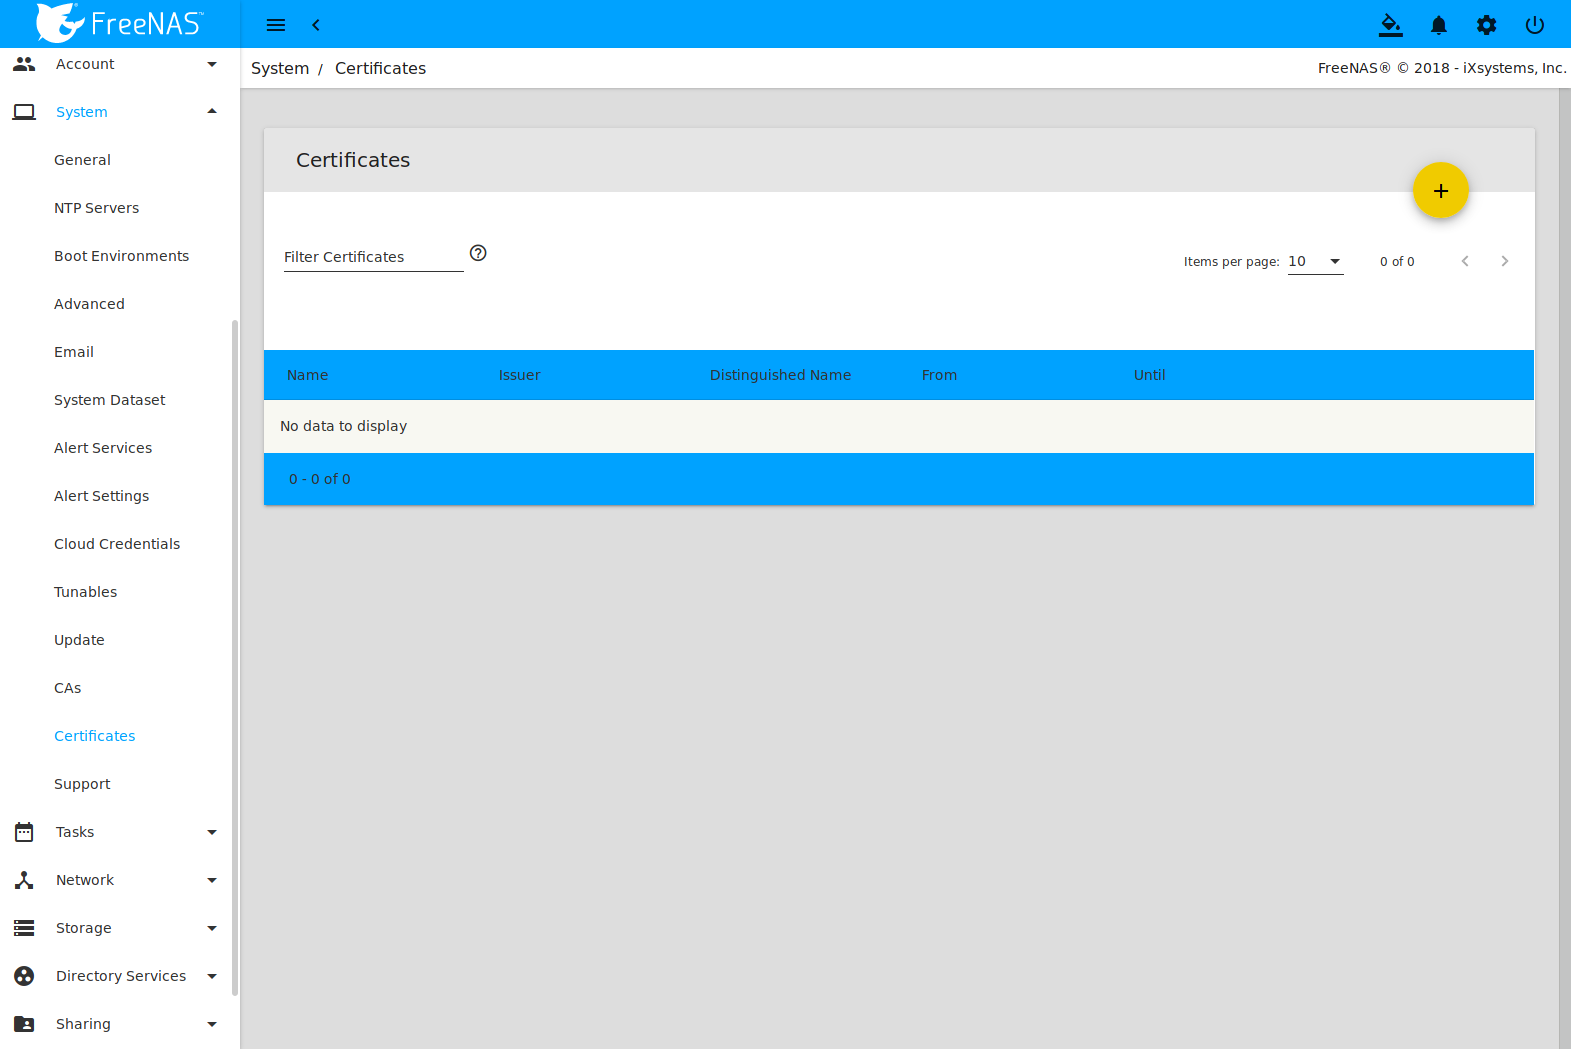 FreeNAS™
System / Certificates
FreeNAS® © 2018 - iXsystems, Inc.
Account
System
General
NTP Servers
Boot Environments
Advanced
Email
System Dataset
Alert Services
Alert Settings
Cloud Credentials
Tunables
Update
CAs
Certificates
Support
Tasks
Network
Storage
Directory Services
Sharing
Certificates
Filter Certificates
Items per page: 10
0 of 0
Name Issuer Distinguished Name From Until
No data to display
0 - 0 of 0